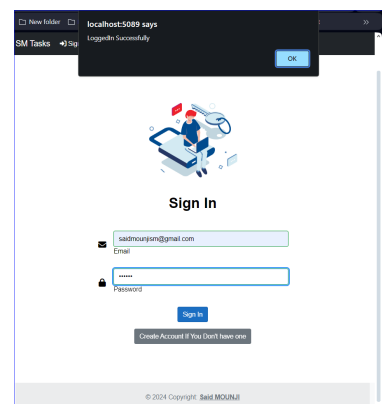 New folder
localhost:5089 says
LoggedIn Successfully
OK
SM Tasks
Sign In
saidmounjism@gmail.com
Email
••••••
Password
Sign In
Create Account If You Don't have one
© 2024 Copyright: Said MOUNJI